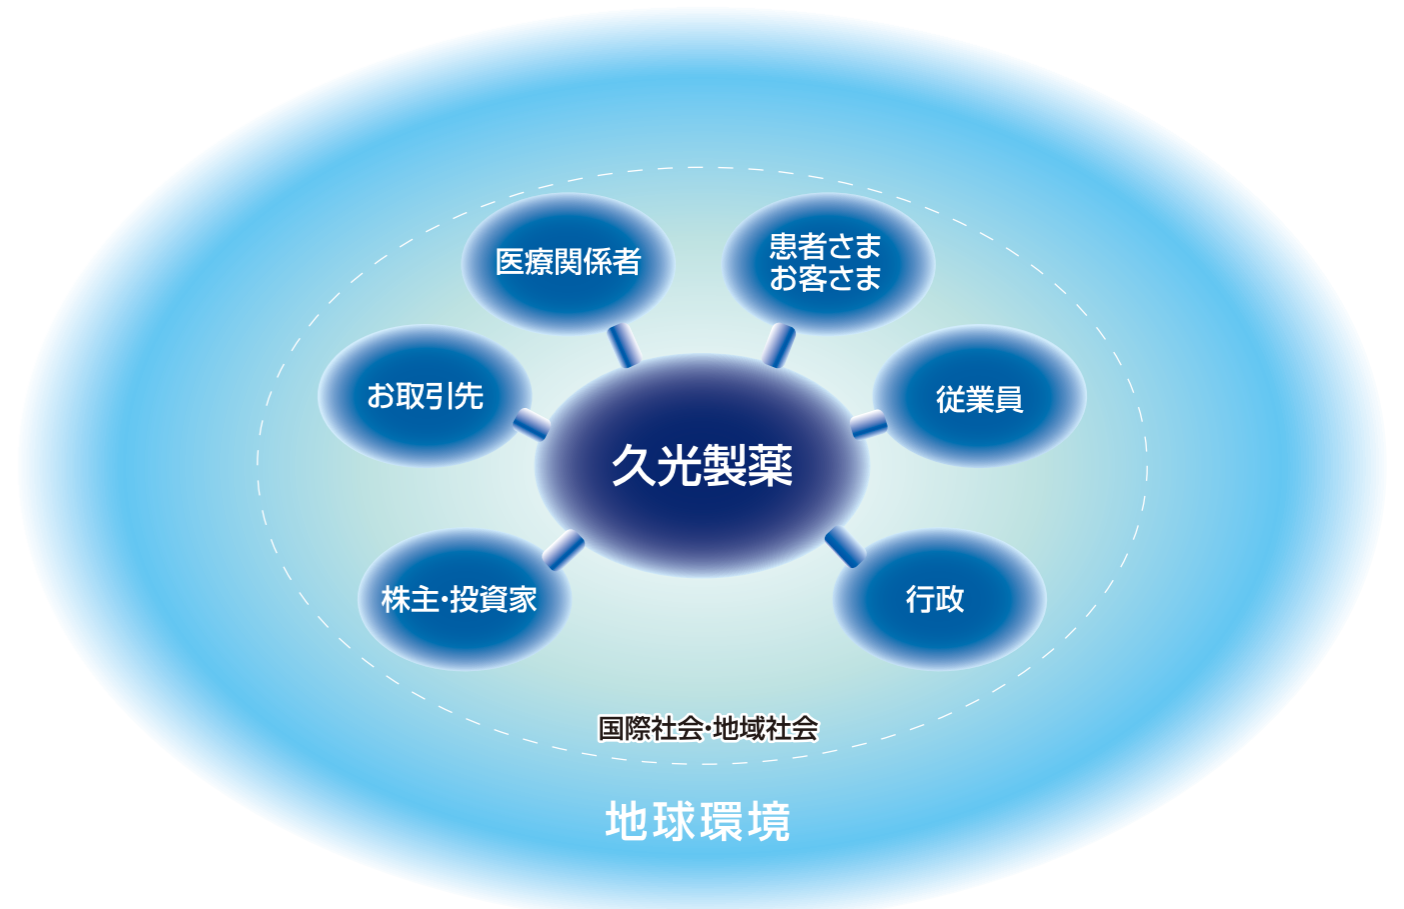 医療関係者
患者さま
お客さま
お取引先
従業員
久光製薬
株主・投資家
行政
国際社会・地域社会
地球環境